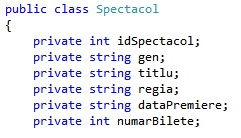 public class Spectacol
{
private int idSpectacol;
private string gen;
private string titlu;
private string regia;
private string dataPremiere;
private int numarBilete;